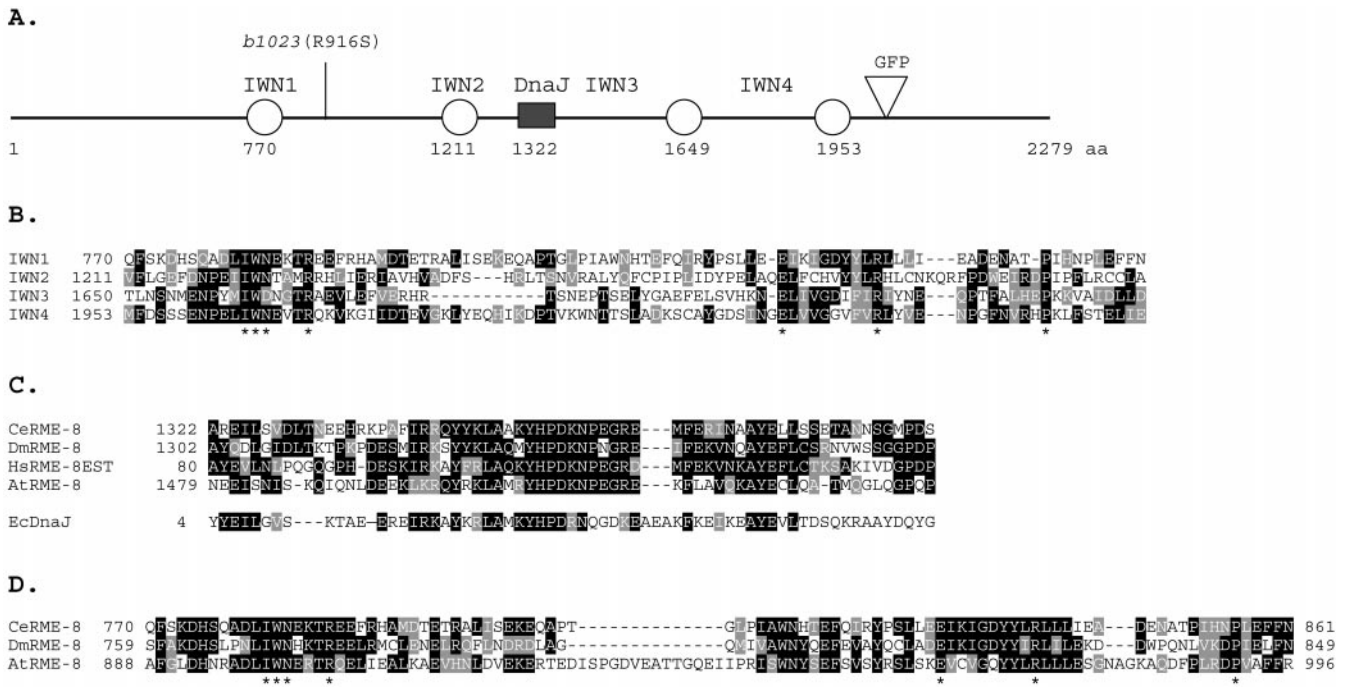 A.
b1023(R916S)
GFP
IWN1 IWN2 DnaJ IWN3 IWN4
1 770 1211 1322 1649 1953 2279 aa
B.
IWN1 770 QFSKDHSQADLIWNEKTREEFRHAMDTETRALISEKEQAPTGLPIAWNHTEFQIRYPSLLE-EIKIGDYYLRLLLI---EADENAT-PIHNPLEFFN
IWN2 1211 VFLGEFDNPELIWNTAMRRHLIERLAVHVADFS---HRLTSNVRALYQFCPIPLIDYPELAQELFCHVYYLRHLCNKQRFPDWEIRDPIPFLRCCLA
IWN3 1650 TLNSNMENPYMIWDNGTRAEVLEFVERHR-----------TSNEPTSELYGAEFELSVHKN-ELIVGDIFIRIYNE---QPTFALHEPKKVAIDLLD
IWN4 1953 MFDSSSENPELIWNEVTRQKVKGIIDTEVGKLYEQHIKDPTVKWNTTSLADKSCAYGDSINGELVVGGVFVRLYVE---NPGFNVRHPKLFSTELIE
*** * * * *
C.
CeRME-8 1322 AREILSVDLTNEEHRKPAFIRRQYYKLAAKYHPDKNPEGRE---MFERINAAYELLSSETANNSGMPDS
DmRME-8 1302 AYQDLGIDLTKTPKPDESMIRKSYYKLAQMYHPDKNPNGRE---IFEKVNQAYEFLCSRNVWSSGGPDP
HsRME-8EST 80 AYEVLNLPQGQGPH-DESKIRKAYFRLAQKYHPDKNPEGRD---MFEKVNKAYEFLCTKSAKIVDGPDP
AtRME-8 1479 NEEISNIS-KQIQNLDEEKLKRQYRKLAMRYHPDKNPEGRE---KFLAVQKAYECLQA-TMQGLQGPQP
EcDnaJ 4 YYEILGVS---KTAE-EREIRKAYKRLAMKYHPDRNQGDKEAEAKFKEIKEAYEVLTDSQKRAAYDQYG
D.
CeRME-8 770 QFSKDHSQADLIWNEKTREEFRHAMDTETRALISEKEQAPT---------------GLPIAWNHTEFQIRYPSLLEEIKIGDYYLRLLLIEA---DENATPIHNPLEFFN 861
DmRME-8 759 SFAKDHSLPNLIWNHKTREELRMCLENELRQFLNDRDLAG----------------MQIVAWNYQEFEVAYQCLADEIKIGDYYIRLILEKD---DWPQNLVKDPIELFN 849
AtRME-8 888 AFGLDHNRADLIWNERTRQELIEALKAEVHNLDVEKERTEDISPGDVEATTGQEIIPRISWNYSEFSVSYRSLSKEVCVGQYYLRLLLESGNAGKAQDFPLRDPVAFFR 996
*** * * * *